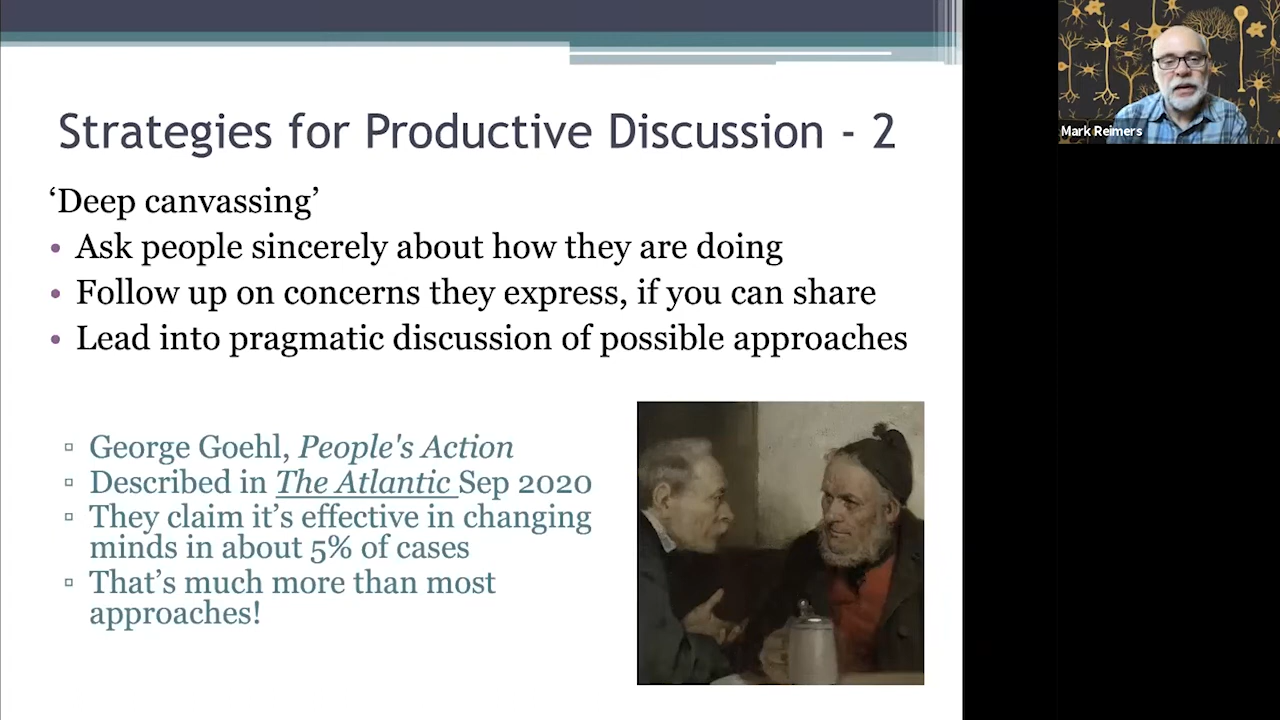 Strategies for Productive Discussion - 2
‘Deep canvassing’
• Ask people sincerely about how they are doing
• Follow up on concerns they express, if you can share
• Lead into pragmatic discussion of possible approaches
▫ George Goehl, People's Action
▫ Described in The Atlantic Sep 2020
▫ They claim it’s effective in changing
minds in about 5% of cases
▫ That’s much more than most
approaches!
Mark Reimers